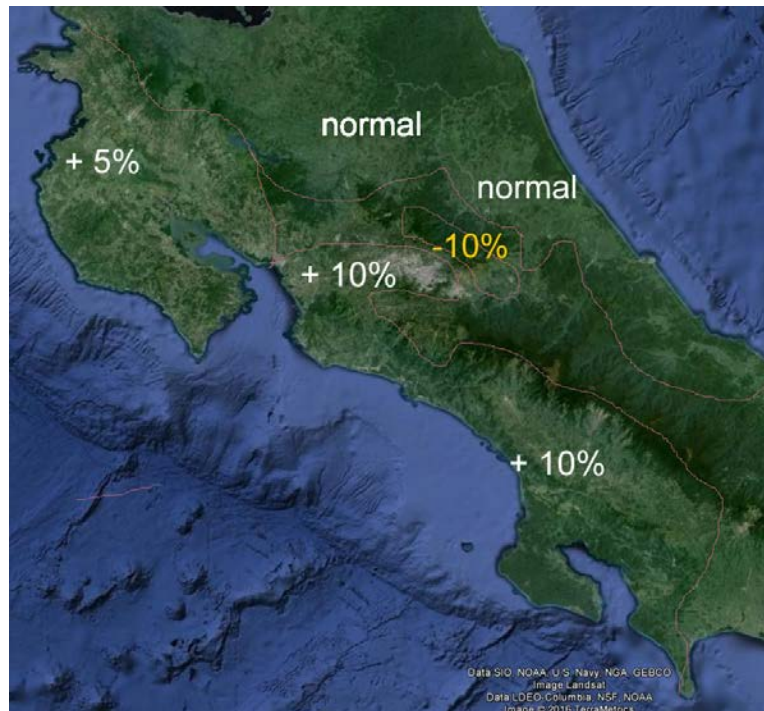 normal
+ 5%
normal
-10%
+ 10%
+ 10%
Data SIO, NOAA, U.S. Navy, NGA, GEBCO
Image Landsat
Data LDEO-Columbia, NSF, NOAA
Image © 2016 TerraMetrics